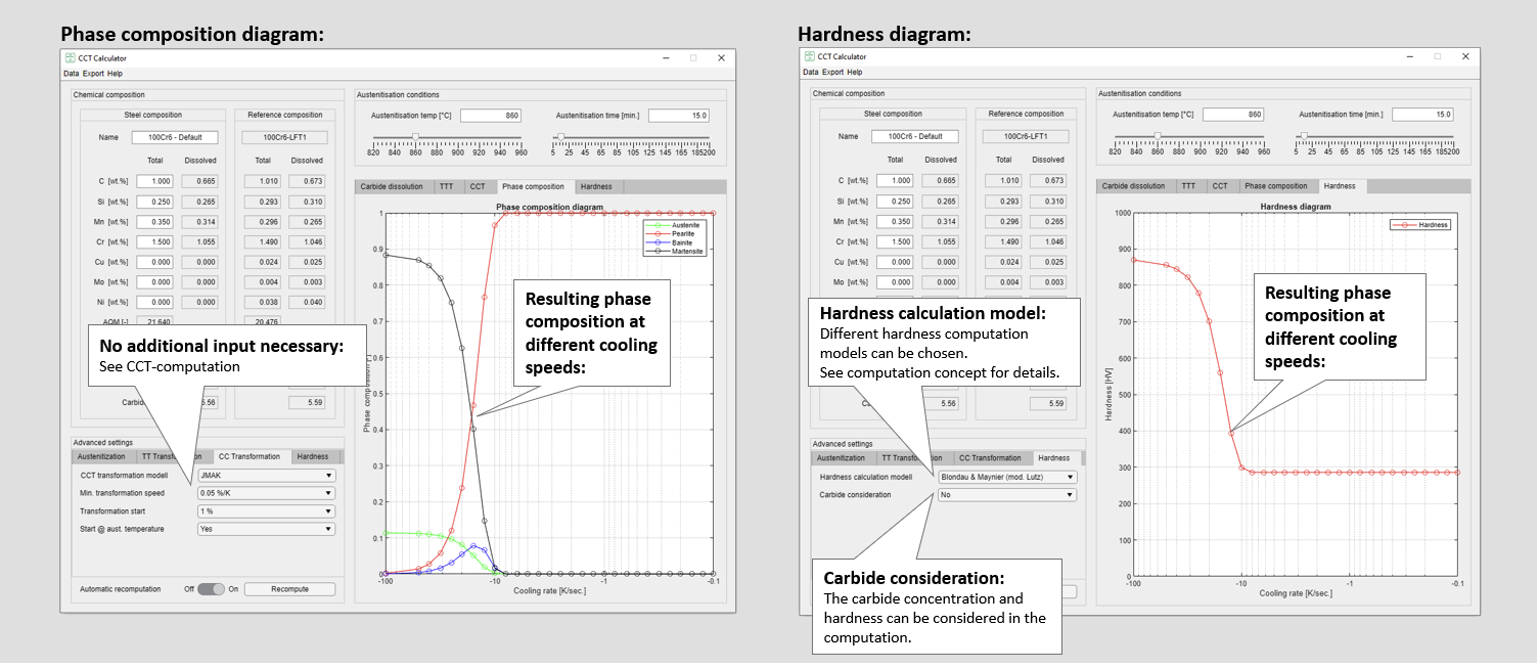 Phase composition diagram:
CCT Calculator
Data Export Help
Chemical composition
Steel composition
Reference composition
Name
100Cr6 - Default
100Cr6-LFT1
Total Dissolved Total Dissolved
C [wt.%] 1.000 0.665 1.010 0.673
Si [wt.%] 0.250 0.265 0.293 0.310
Mn [wt.%] 0.350 0.314 0.296 0.265
Cr [wt.%] 1.500 1.055 1.490 1.046
Cu [wt.%] 0.000 0.000 0.024 0.025
Mo [wt.%] 0.000 0.000 0.004 0.003
Ni [wt.%] 0.000 0.000 0.038 0.040
AQM [-] 21.640 20.476
5.56 5.59
No additional input necessary:
See CCT-computation
Advanced settings
Austenitization TT CC Transformation Hardness
CCT transformation modell JMAK
Min. transformation speed 0.05 %/K
Transformation start 1 %
Start @ aust. temperature Yes
Automatic recomputation Off On Recompute
Austenitisation conditions
Austenitisation temp [°C] 860
Austenitisation time [min.] 15.0
820 840 860 880 900 920 940 960
5 25 45 65 85 105 125 145 165 185200
Carbide dissolution TTT CCT Phase composition Hardness
Phase composition diagram
Austenite
Pearlite
Bainite
Martensite
1
0.9
0.8
0.7
0.6
0.5
0.4
0.3
0.2
0.1
0
-100 -10 -1 -0.1
Cooling rate [K/sec.]
Resulting phase
composition at
different cooling
speeds:
Hardness diagram:
CCT Calculator
Data Export Help
Chemical composition
Steel composition
Reference composition
Name
100Cr6 - Default
100Cr6-LFT1
Total Dissolved Total Dissolved
C [wt.%] 1.000 0.665 1.010 0.673
Si [wt.%] 0.250 0.265 0.293 0.310
Mn [wt.%] 0.350 0.314 0.296 0.265
Cr [wt.%] 1.500 1.055 1.490 1.046
Cu [wt.%] 0.000 0.000 0.024 0.025
Mo [wt.%] 0.000 0.000 0.004 0.003
Hardness calculation model:
Different hardness computation
models can be chosen.
See computation concept for details.
5.56 5.59
Advanced settings
Austenitization TT CC Transformation Hardness
Hardness calculation modell Blondau & Maynier (mod. Lutz)
Carbide consideration No
Carbide consideration:
The carbide concentration and
hardness can be considered in the
computation.
Austenitisation conditions
Austenitisation temp [°C] 860
Austenitisation time [min.] 15.0
820 840 860 880 900 920 940 960
5 25 45 65 85 105 125 145 165 185200
Carbide dissolution TTT CCT Phase composition Hardness
Hardness diagram
Hardness
1000
900
800
700
600
500
400
300
200
100
0
Hardness [HV]
-100 -10 -1 -0.1
Cooling rate [K/sec.]
Resulting phase
composition at
different cooling
speeds: